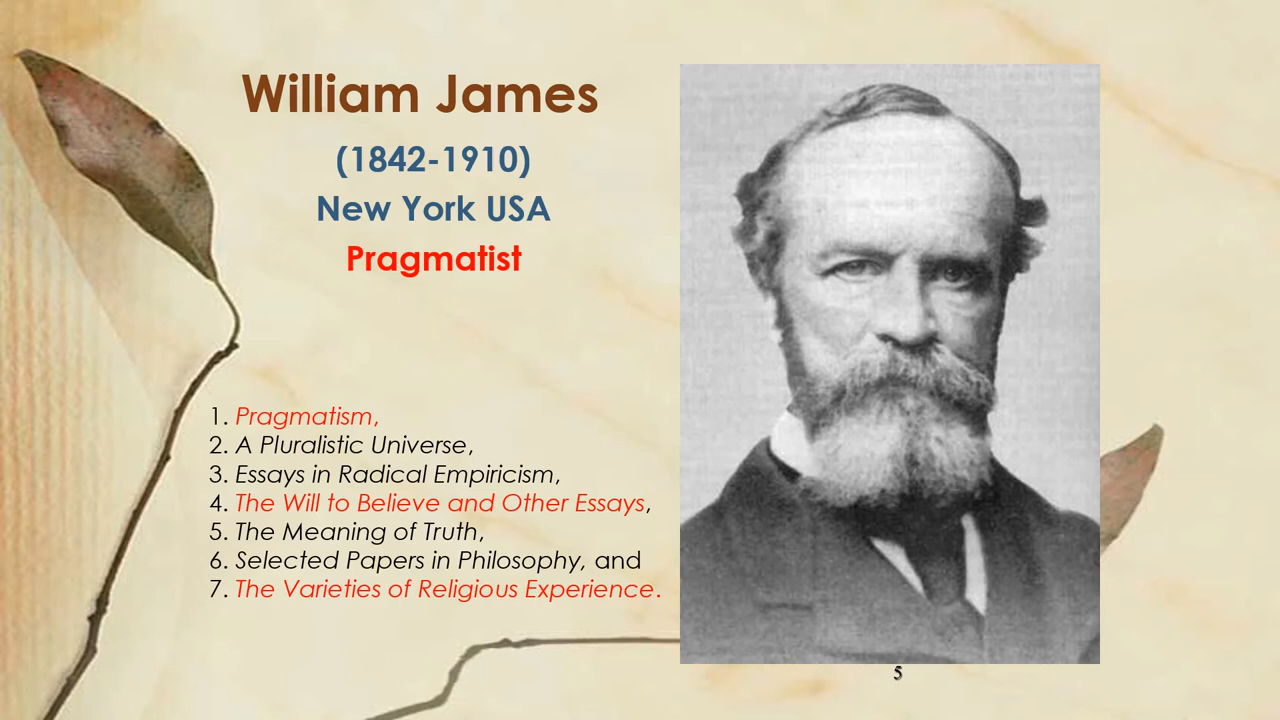 William James
(1842-1910)
New York USA
Pragmatist
1. Pragmatism,
2. A Pluralistic Universe,
3. Essays in Radical Empiricism,
4. The Will to Believe and Other Essays,
5. The Meaning of Truth,
6. Selected Papers in Philosophy, and
7. The Varieties of Religious Experience.
5